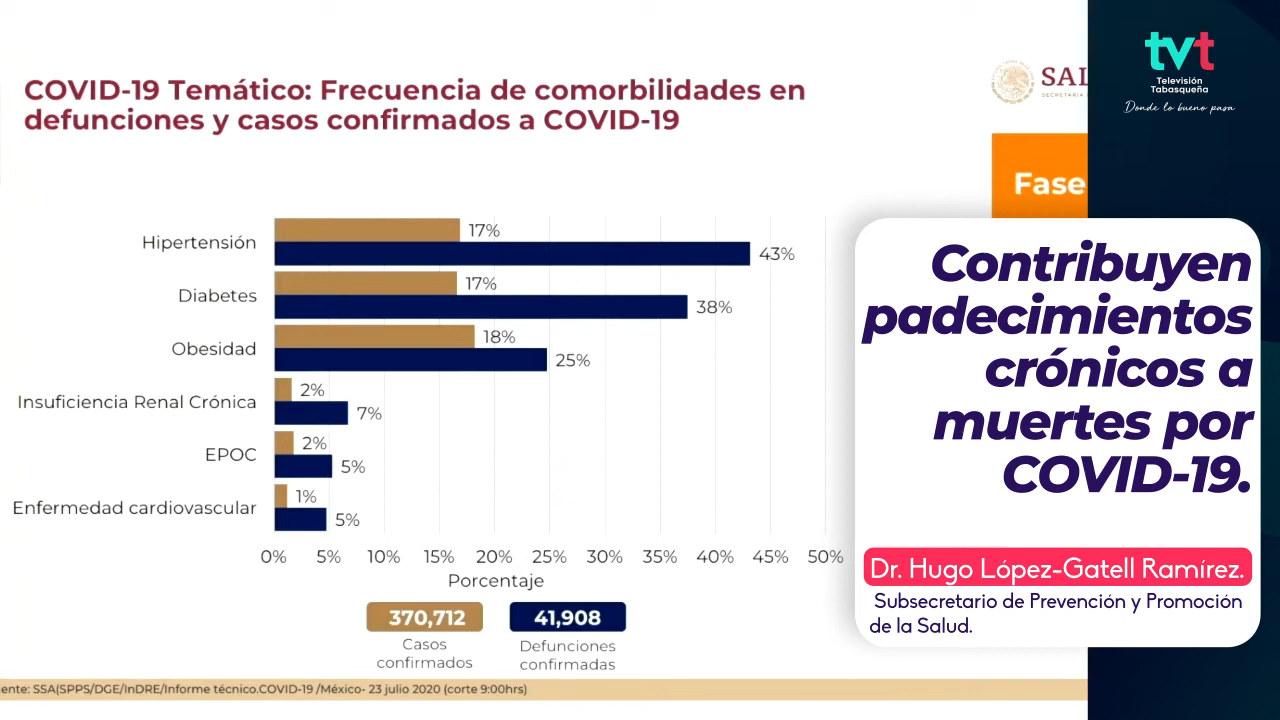 COVID-19 Temático: Frecuencia de comorbilidades en
defunciones y casos confirmados a COVID-19
SAL
SECRETARÍA
tvt
Televisión
Tabasqueña
Donde lo bueno pasa
Fase
Hipertensión
17%
43%
Diabetes
17%
38%
Obesidad
18%
25%
Insuficiencia Renal Crónica
2%
7%
EPOC
2%
5%
Enfermedad cardiovascular
1%
5%
0% 5% 10% 15% 20% 25% 30% 35% 40% 45% 50%
Porcentaje
370,712
Casos
confirmados
41,908
Defunciones
confirmadas
ente: SSA(SPPS/DGE/InDRE/Informe técnico.COVID-19 /México- 23 julio 2020 (corte 9:00hrs)
Contribuyen
padecimientos
crónicos a
muertes por
COVID-19.
Dr. Hugo López-Gatell Ramírez.
Subsecretario de Prevención y Promoción
de la Salud.